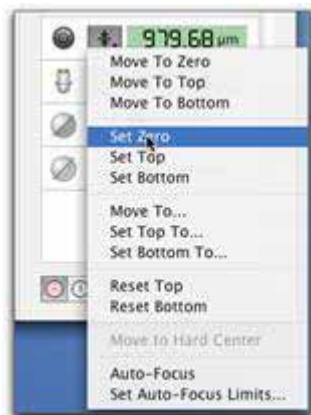 979.68 µm
Move To Zero
Move To Top
Move To Bottom
Set Zero
Set Top
Set Bottom
Move To...
Set Top To...
Set Bottom To...
Reset Top
Reset Bottom
Move to Hard Center
Auto-Focus
Set Auto-Focus Limits...